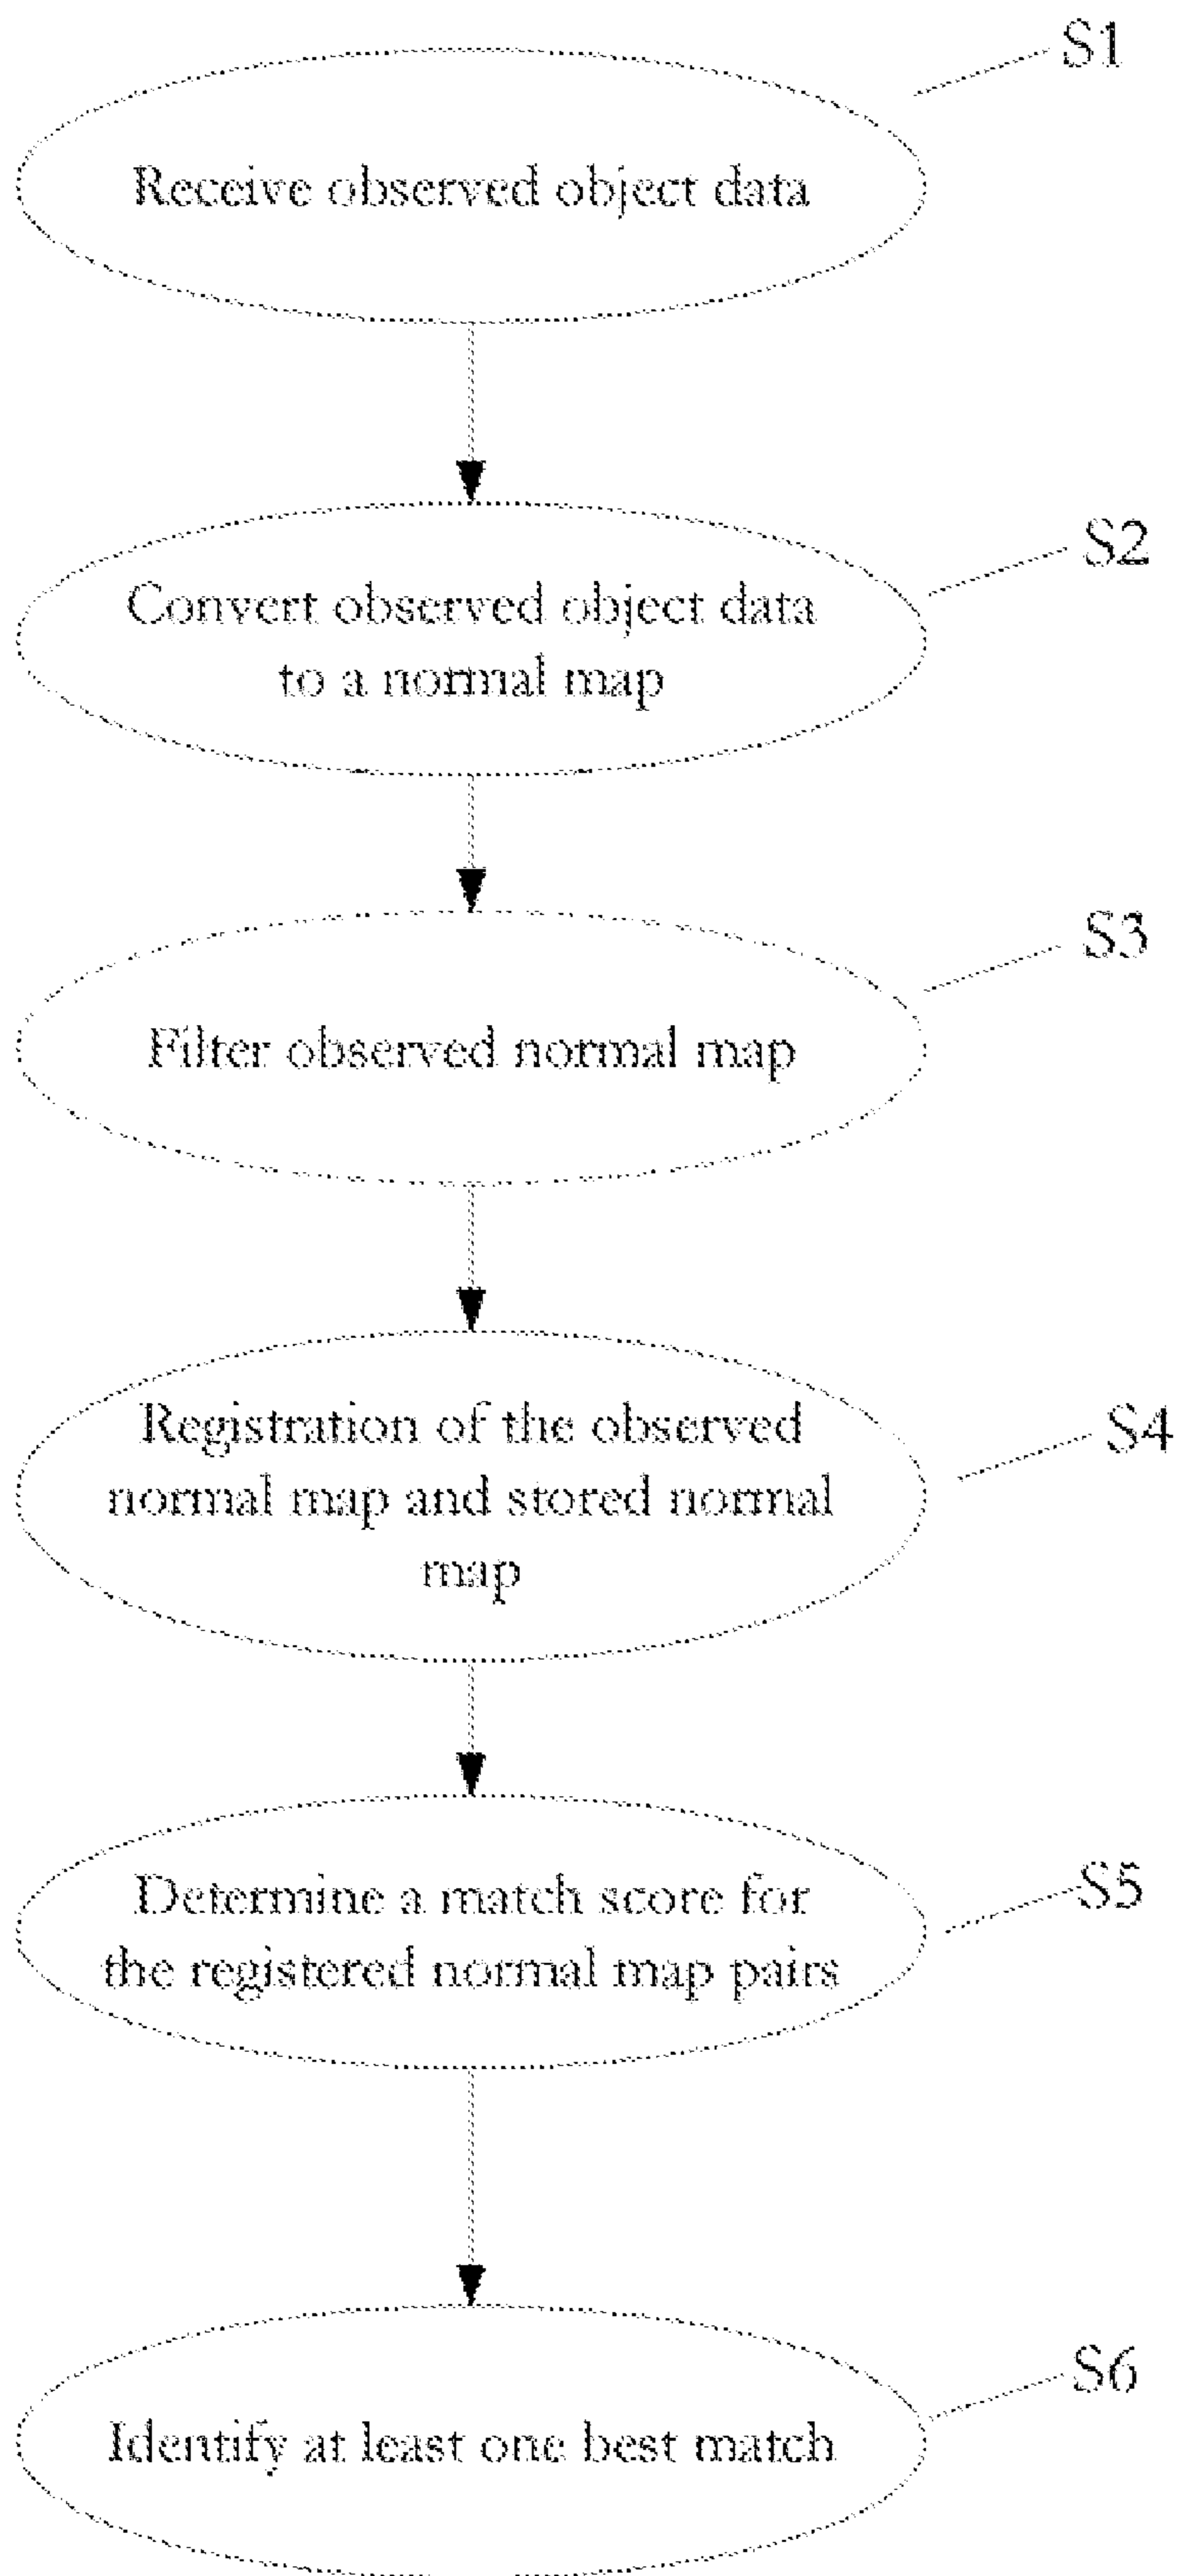 S1
Receive observed object data
S2
Convert observed object data
to a normal map
S3
Filter observed normal map
S4
Registration of the observed
normal map and stored normal
map
S5
Determine a match score for
the registered normal map pairs
S6
Identify at least one best match